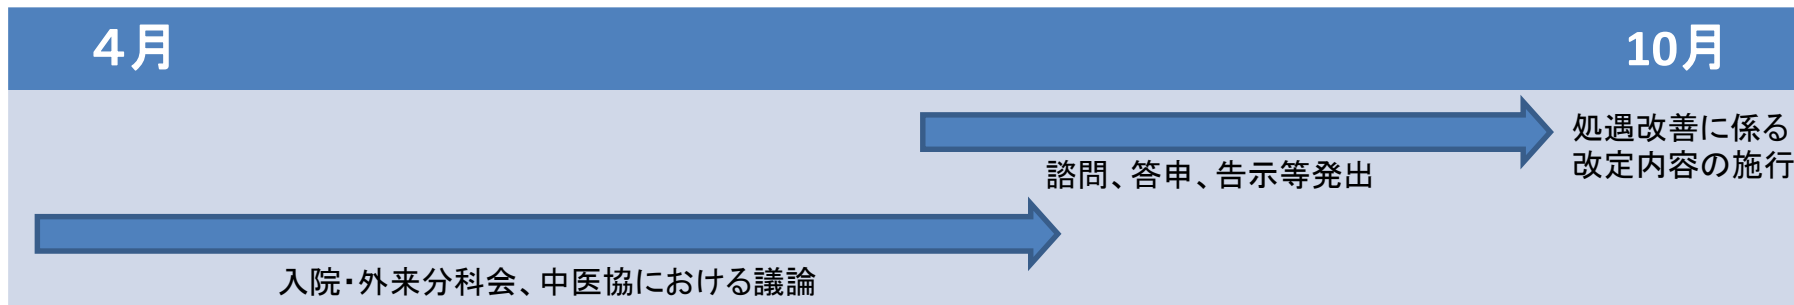 ４月
10月
処遇改善に係る
改定内容の施行
諮問、答申、告示等発出
入院・外来分科会、中医協における議論